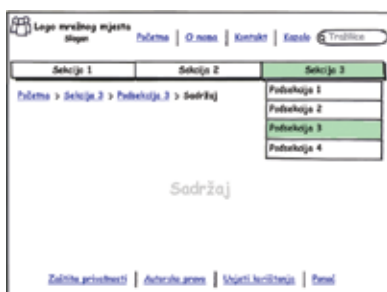 Logo mrežnog mjesta
Slogan
Početna | O nama | Kontakt | Kazalo Tražilica
Sekcija 1 Sekcija 2 Sekcija 3
Početna > Sekcija 3 > Podsekcija 3 > Sadržaj
Podsekcija 1
Podsekcija 2
Podsekcija 3
Podsekcija 4
Sadržaj
Zaštita privatnosti | Autorska prava | Uvjeti korištenja | Pomoć